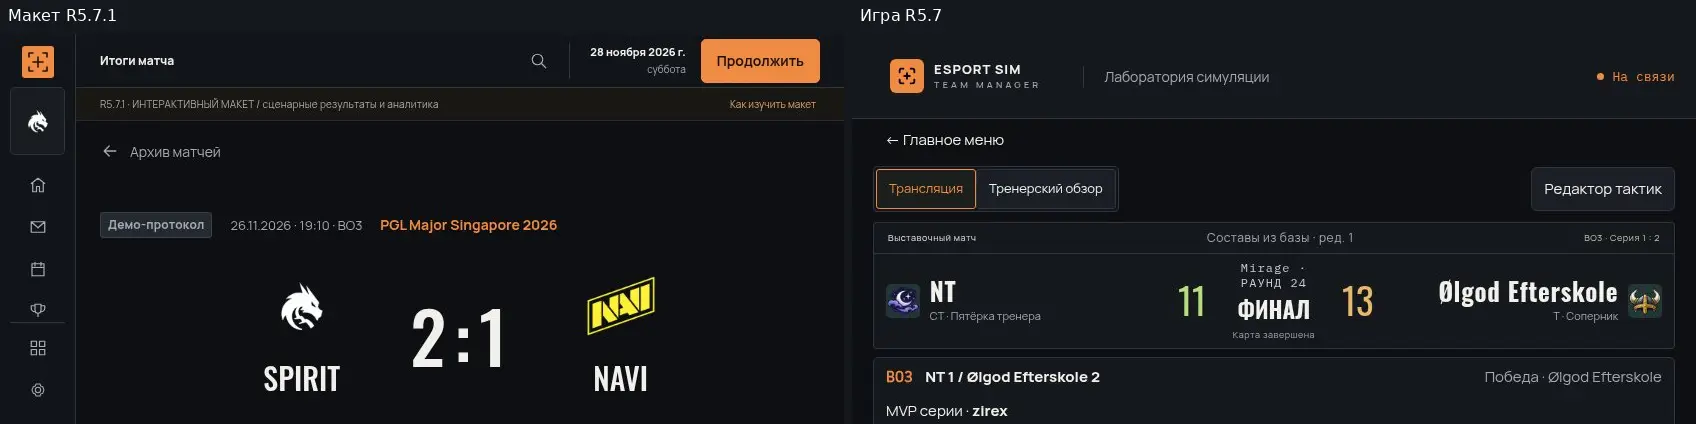 Макет R5.7.1
Итоги матча
28 ноября 2026 г.
суббота
Продолжить
R5.7.1 · ИНТЕРАКТИВНЫЙ МАКЕТ / сценарные результаты и аналитика
Как изучить макет
← Архив матчей
Демо-протокол
26.11.2026 · 19:10 · BO3
PGL Major Singapore 2026
NAVI
2:1
SPIRIT
NAVI
Игра R5.7
ESPORT SIM
TEAM MANAGER
Лаборатория симуляции
На связи
← Главное меню
Трансляция
Тренерский обзор
Редактор тактик
Выставочный матч
Составы из базы · ред. 1
BO3 · Серия 1 : 2
NT
CT · Пятёрка тренера
11
Mirage ·
РАУНД 24
ФИНАЛ
Карта завершена
13
Ølgod Efterskole
T · Соперник
BO3 NT 1 / Ølgod Efterskole 2
Победа · Ølgod Efterskole
MVP серии · zirex